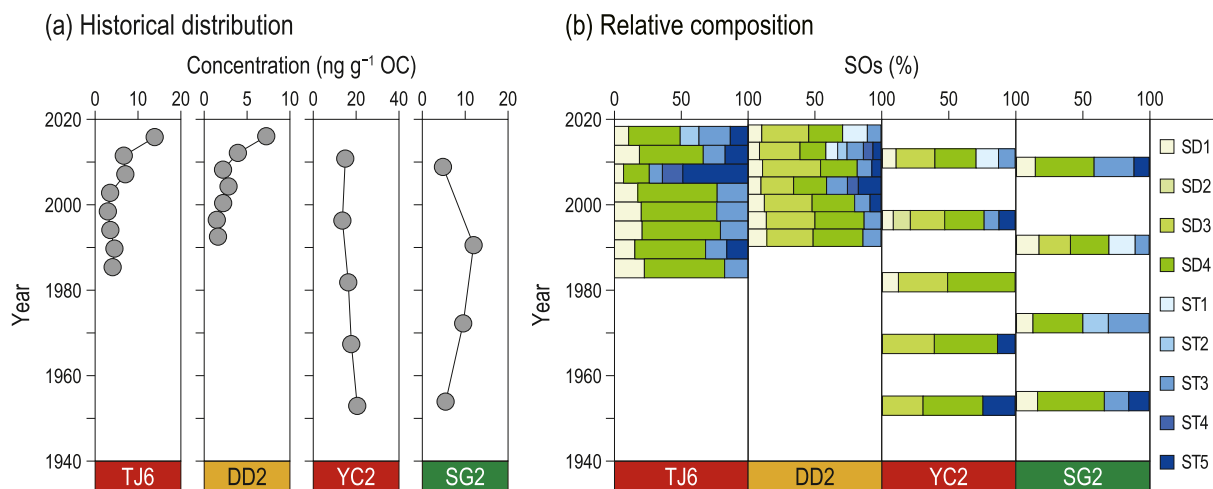 (a) Historical distribution
(b) Relative composition
Concentration (ng g⁻¹ OC)
SOs (%)
0 10 20 0 5 10 0 20 40 0 10 20
0 50 100 50 100 50 100 50 100
2020
2000
1980
1960
1940
Year
TJ6 DD2 YC2 SG2
2020
2000
1980
1960
1940
Year
TJ6 DD2 YC2 SG2
SD1
SD2
SD3
SD4
ST1
ST2
ST3
ST4
ST5